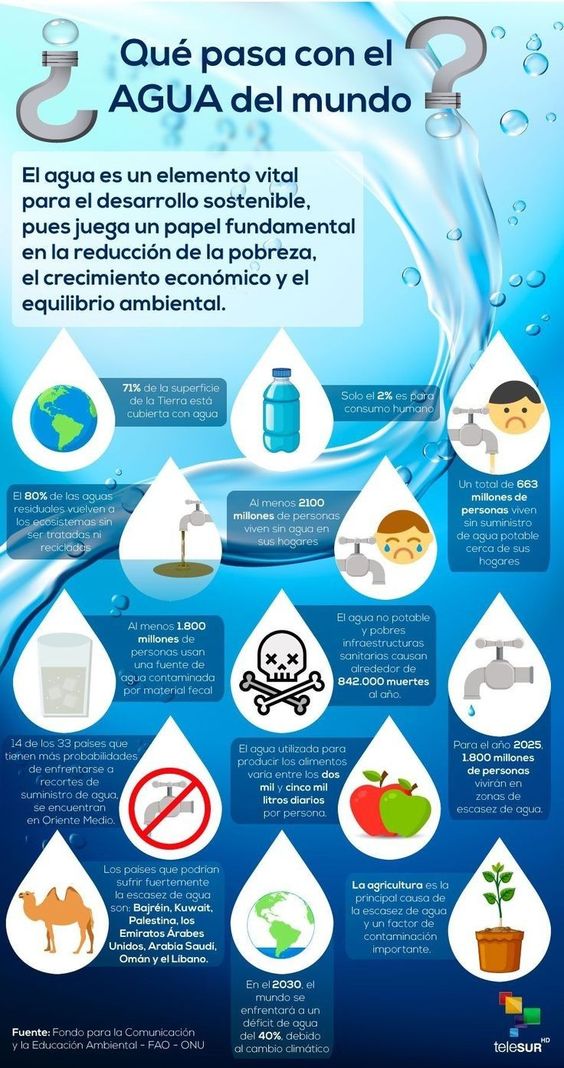 Qué pasa con el
AGUA del mundo
El agua es un elemento vital
para el desarrollo sostenible,
pues juega un papel fundamental
en la reducción de la pobreza,
el crecimiento económico y el
equilibrio ambiental.
71% de la superficie
de la Tierra está
cubierta con agua
Solo el 2% es para
consumo humano
Un total de 663
millones de
personas viven
sin suministro
de agua potable
cerca de sus
hogares
El 80% de las aguas
residuales vuelven a
los ecosistemas sin
ser tratadas ni
recicladas
Al menos 2100
millones de personas
viven sin agua en
sus hogares
Al menos 1.800
millones de
personas usan
una fuente de
agua contaminada
por material fecal
El agua no potable
y pobres
infraestructuras
sanitarias causan
alrededor de
842.000 muertes
al año.
Para el año 2025,
1.800 millones
de personas
vivirán en
zonas de
escasez de agua.
14 de los 33 países que
tienen más probabilidades
de enfrentarse a
recortes de
suministro de agua,
se encuentran
en Oriente Medio.
El agua utilizada para
producir los alimentos
varía entre los dos
mil y cinco mil
litros diarios
por persona.
Los países que podrían
sufrir fuertemente
la escasez de agua
son: Bajréin, Kuwait,
Palestina, los
Emiratos Árabes
Unidos, Arabia Saudí,
Omán y el Líbano.
La agricultura es la
principal causa de
la escasez de agua
y un factor de
contaminación
importante.
En el 2030, el
mundo se
enfrentará a un
déficit de agua
del 40%, debido
al cambio climático
Fuente: Fondo para la Comunicación
y la Educación Ambiental - FAO - ONU
teleSUR HD